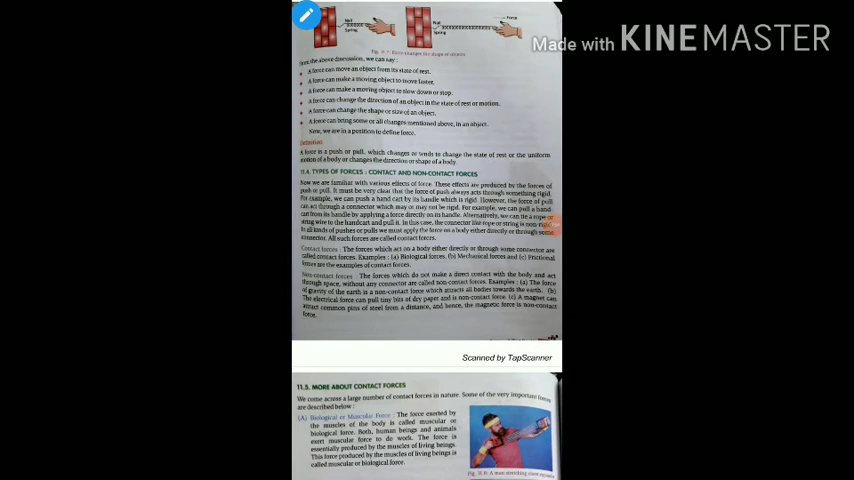 Made with KINEMASTER
Nail
Spring
Nail
Spring
Force
Fig. 11.7: Force changes the shape of objects
From the above discussion, we can say :
A force can move an object from its state of rest.
A force can make a moving object to move faster.
A force can make a moving object to slow down or stop.
A force can change the direction of an object in the state of rest or motion.
A force can change the shape or size of an object.
A force can bring some or all changes mentioned above, in an object.
Now, we are in a position to define force.
Definition
A force is a push or pull, which changes or tends to change the state of rest or the uniform
motion of a body or changes the direction or shape of a body.
11.4. TYPES OF FORCES : CONTACT AND NON-CONTACT FORCES
Now we are familiar with various effects of force. These effects are produced by the forces of
push or pull. It must be very clear that the force of push always acts through something rigid.
For example, we can push a hand cart by its handle which is rigid. However, the force of pull
can act through a connector which may or may not be rigid. For example, we can pull a hand-
cart from its handle by applying a force directly on its handle. Alternatively, we can tie a rope or
string wire to the handcart and pull it. In this case, the connector like rope or string is non-rigid.
In all kinds of pushes or pulls we must apply the force on a body either directly or through some
connector. All such forces are called contact forces.
Contact forces : The forces which act on a body either directly or through some connector are
called contact forces. Examples : (a) Biological forces, (b) Mechanical forces and (c) Frictional
forces are the examples of contact forces.
Non-contact forces : The forces which do not make a direct contact with the body and act
through space, without any connector are called non-contact forces. Examples : (a) The force
of gravity of the earth is a non-contact force which attracts all bodies towards the earth. (b)
The electrical force can pull tiny bits of dry paper and is non-contact force. (c) A magnet can
attract common pins of steel from a distance, and hence, the magnetic force is non-contact
force.
Scanned by TapScanner
11.5. MORE ABOUT CONTACT FORCES
We come across a large number of contact forces in nature. Some of the very important forces
are described below :
(A) Biological or Muscular Force : The force exerted by
the muscles of the body is called muscular or
biological force. Both, human beings and animals
exert muscular force to do work. The force is
essentially produced by the muscles of living beings.
This force produced by the muscles of living beings is
called muscular or biological force.
Fig. 11.8: A man stretching chest expander